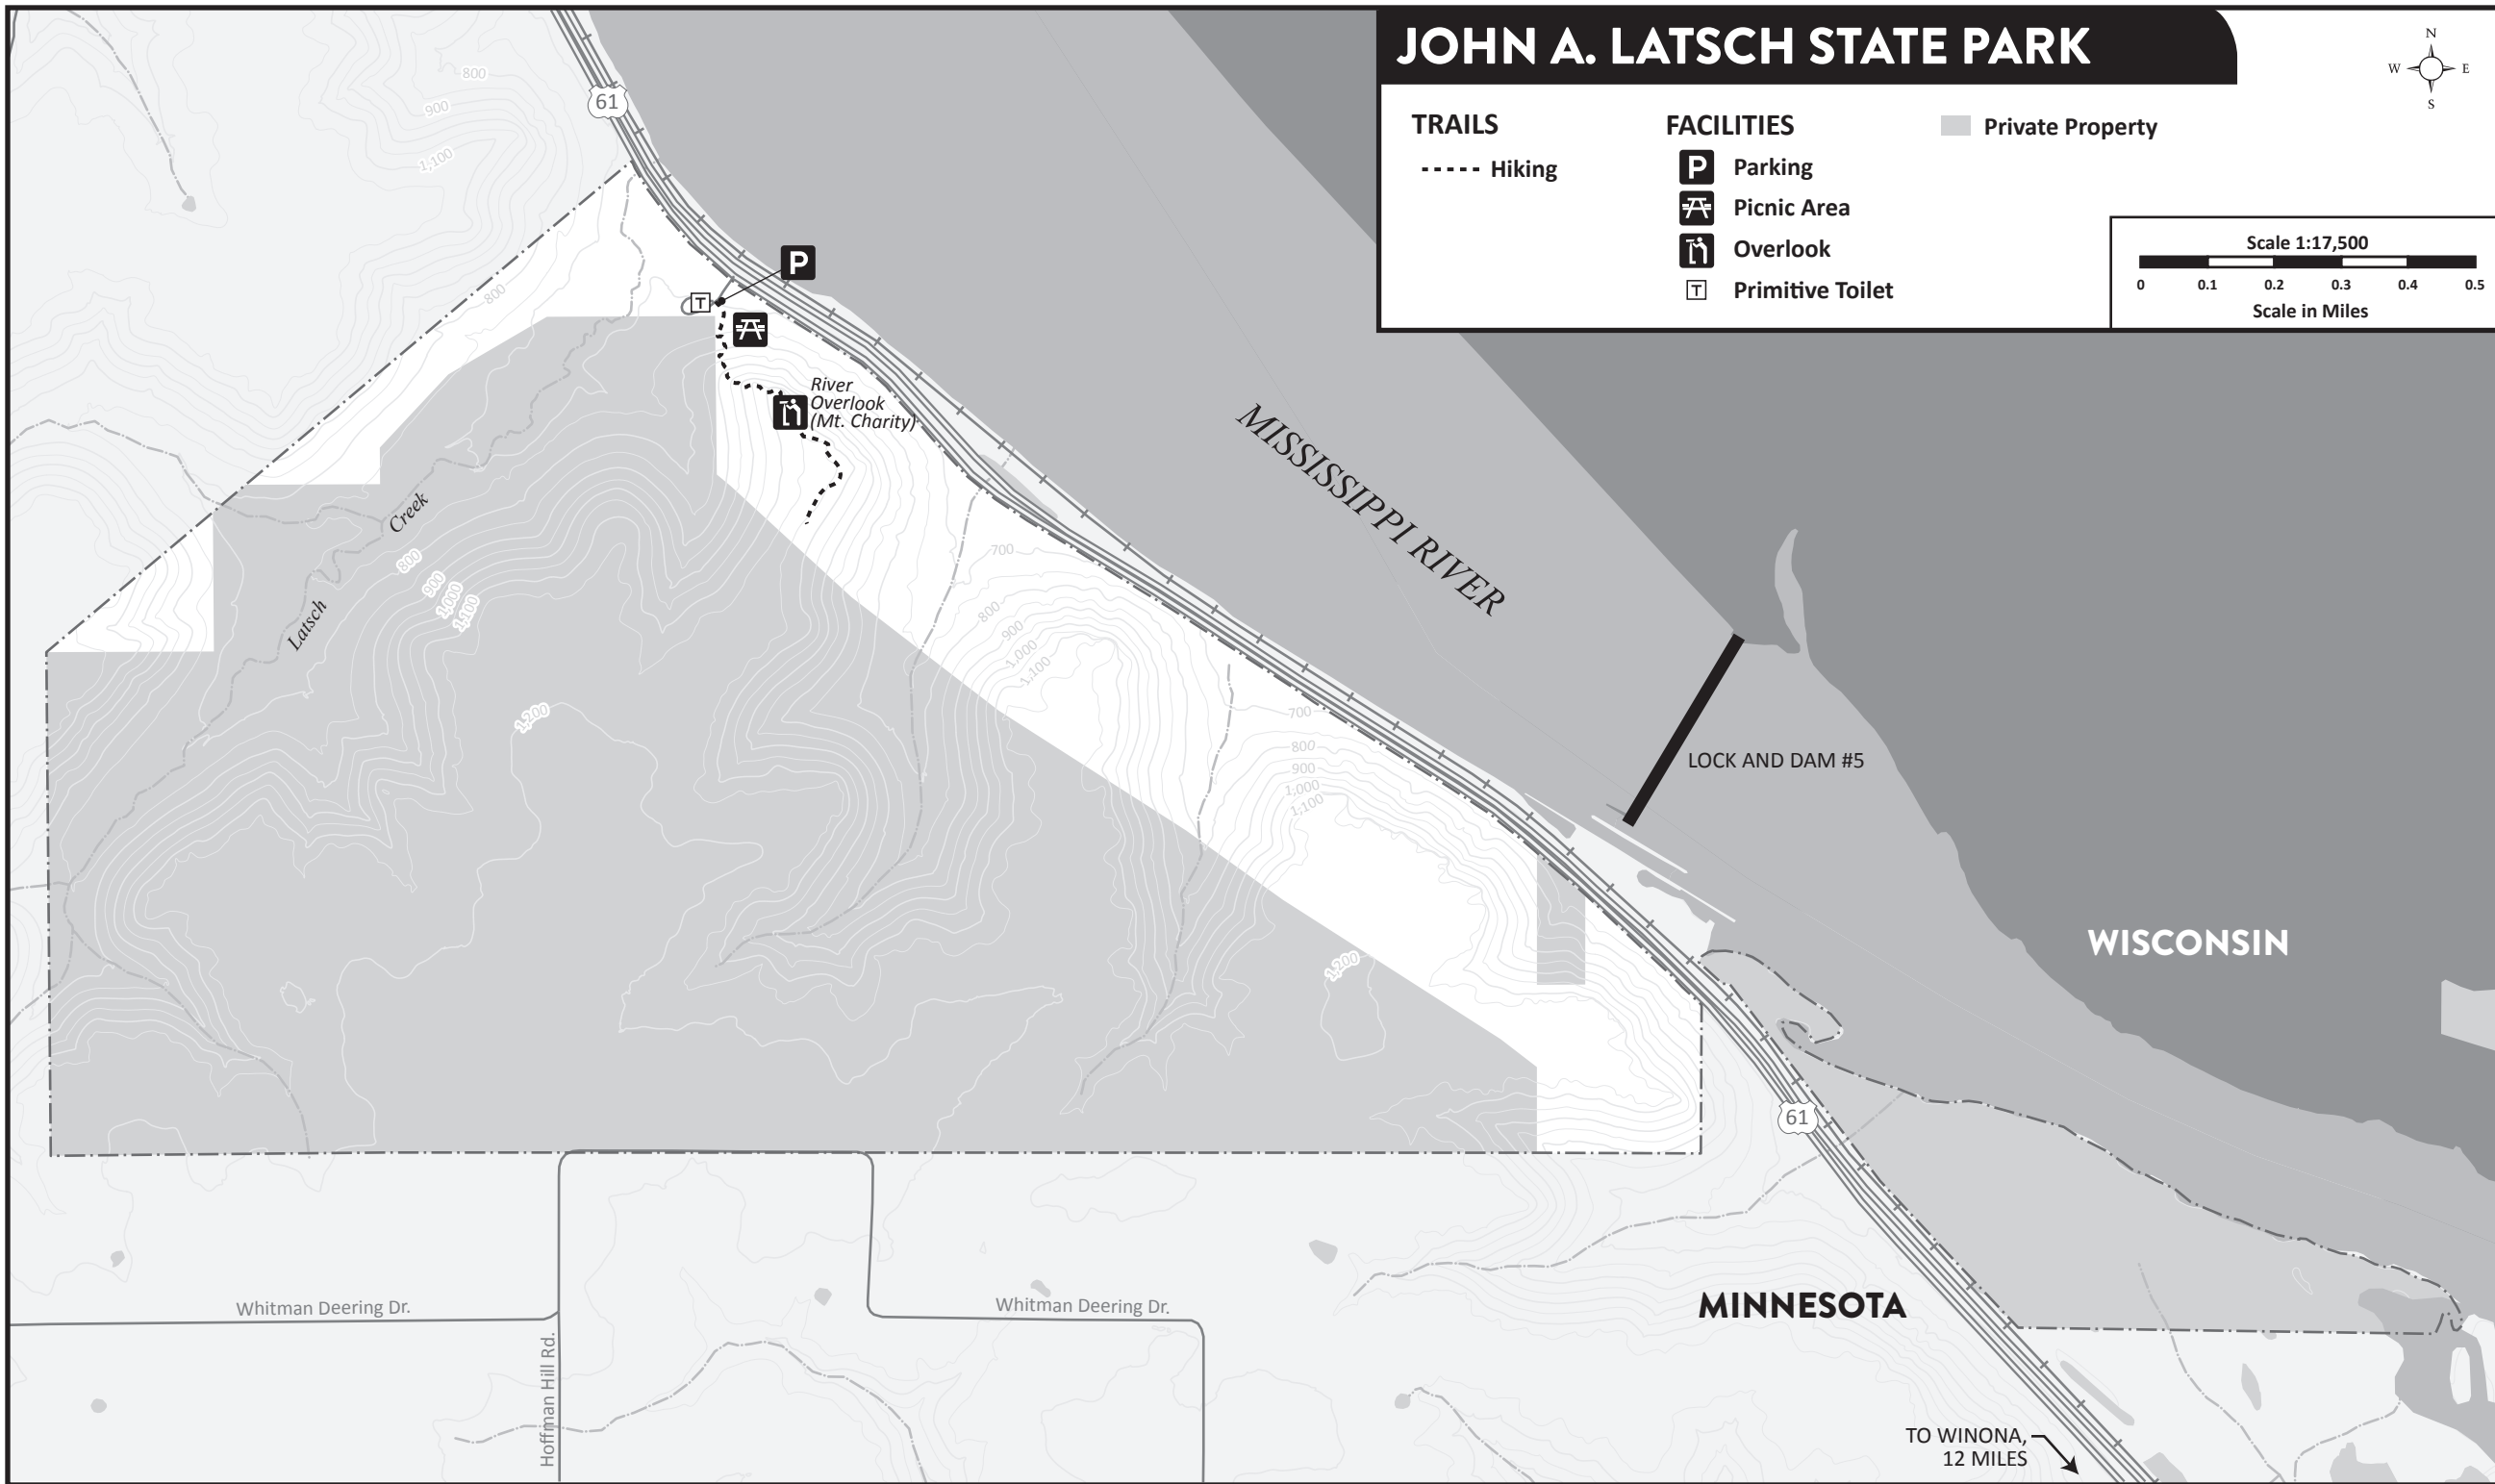 JOHN A. LATSCH STATE PARK
N
W E
S
TRAILS
Hiking
FACILITIES
P Parking
Picnic Area
Overlook
T Primitive Toilet
Private Property
Scale 1:17,500
0 0.1 0.2 0.3 0.4 0.5
Scale in Miles
61
800
900
1,100
P
T
800
River
Overlook
(Mt. Charity)
MISSISSIPPI RIVER
Latsch Creek
800
900
1,000
1,100
700
800
900
1,000
1,100
1,200
700
800
900
1,000
1,100
LOCK AND DAM #5
WISCONSIN
1,200
61
MINNESOTA
Whitman Deering Dr.
Whitman Deering Dr.
Hoffman Hill Rd.
TO WINONA,
12 MILES